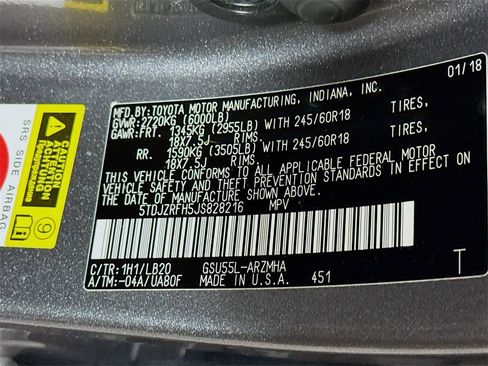 MFD.BY:TOYOTA MOTOR MANUFACTURING, INDIANA, INC. 01/18
GVWR:2720KG (6000LB)
GAWR:FRT. 1345KG (2955LB) WITH 245/60R18 TIRES,
18X7.5J- RIMS,
RR. 1590KG (3505LB) WITH 245/60R18 TIRES,
18X7.5J RIMS,
THIS VEHICLE CONFORMS TO ALL APPLICABLE FEDERAL MOTOR
VEHICLE SAFETY AND THEFT PREVENTION STANDARDS IN EFFECT ON
THE DATE OF MANUFACTURE SHOWN ABOVE.
5TDJZRFH5JS828216 MPV
C/TR:1H1/LB20 GSU55L-ARZMHA
A/TM:-04A/UA80F MADE IN U.S.A. 451 T
SRS SIDE AIRBAG
CAUTION
9